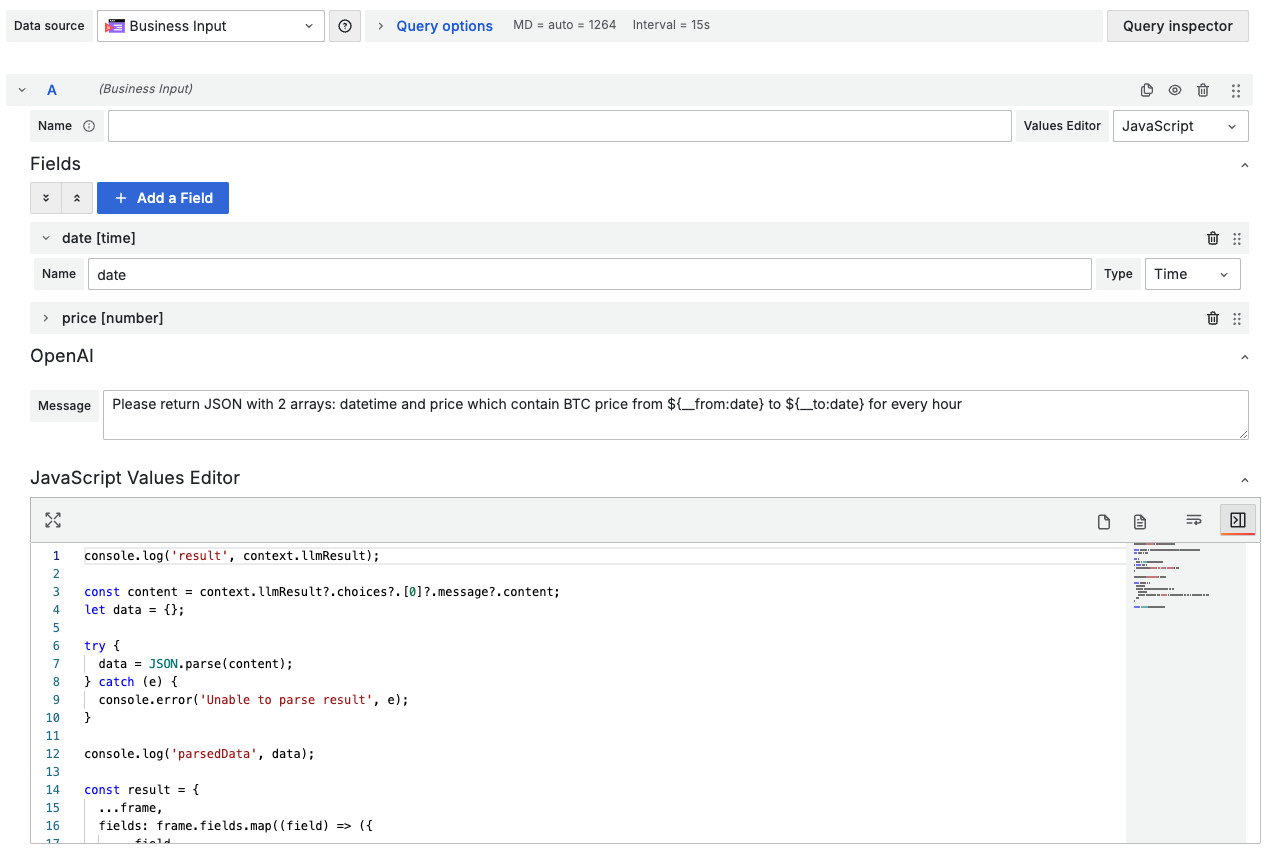 Data source Business Input Query options MD = auto = 1264 Interval = 15s Query inspector
A (Business Input)
Name Values Editor JavaScript
Fields
Add a Field
date [time]
Name date Type Time
price [number]
OpenAI
Message Please return JSON with 2 arrays: datetime and price which contain BTC price from ${__from:date} to ${__to:date} for every hour
JavaScript Values Editor
1 console.log('result', context.llmResult);
2
3 const content = context.llmResult?.choices?.[0]?.message?.content;
4 let data = {};
5
6 try {
7 data = JSON.parse(content);
8 } catch (e) {
9 console.error('Unable to parse result', e);
10 }
11
12 console.log('parsedData', data);
13
14 const result = {
15 ...frame,
16 fields: frame.fields.map((field) => ({
17 ...field